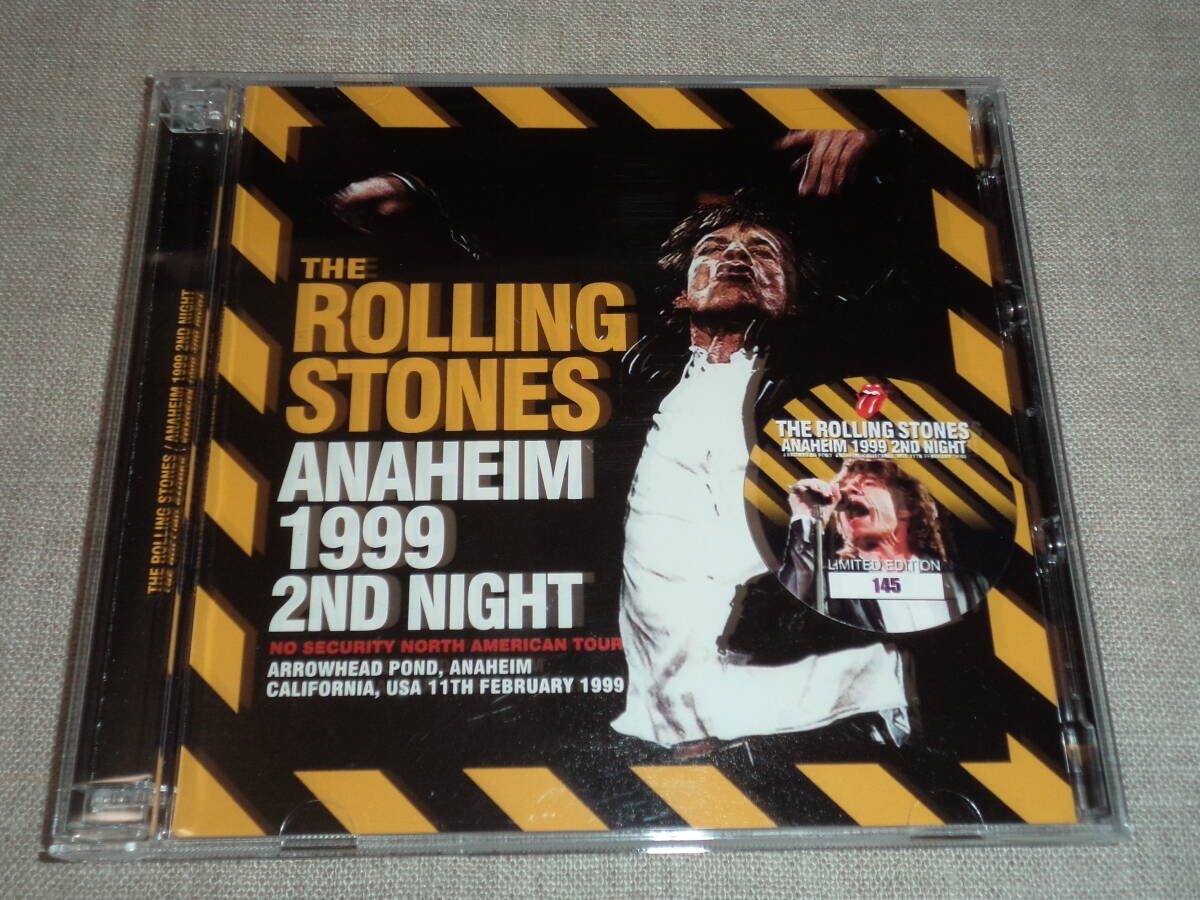 THE
ROLLING
STONES
ANAHEIM
1999
2ND NIGHT
NO SECURITY NORTH AMERICAN TOUR
ARROWHEAD POND, ANAHEIM
CALIFORNIA, USA 11TH FEBRUARY 1999
THE ROLLING STONES / ANAHEIM 1999 2ND NIGHT
THE ROLLING STONES
ANAHEIM 1999 2ND NIGHT
LIMITED EDITION
145